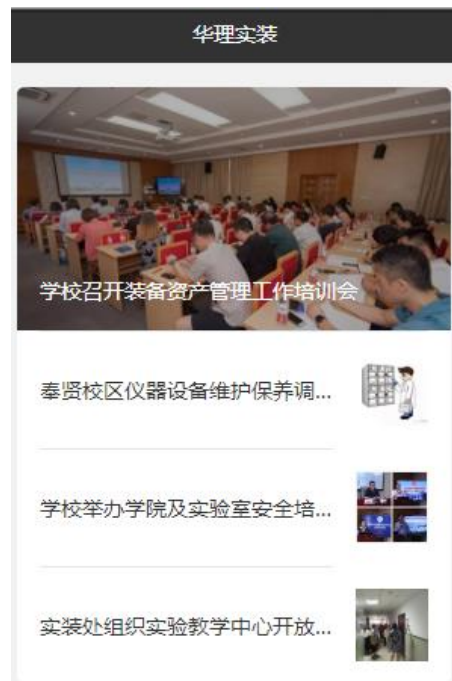 华理实装
学校召开装备资产管理工作培训会
奉贤校区仪器设备维护保养调...
学校举办学院及实验室安全培...
实装处组织实验教学中心开放...